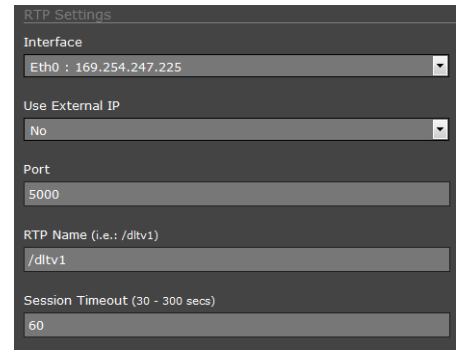 RTP Settings
Interface
Eth0 : 169.254.247.225
Use External IP
No
Port
5000
RTP Name (i.e.: /dltv1)
/dltv1
Session Timeout (30 - 300 secs)
60